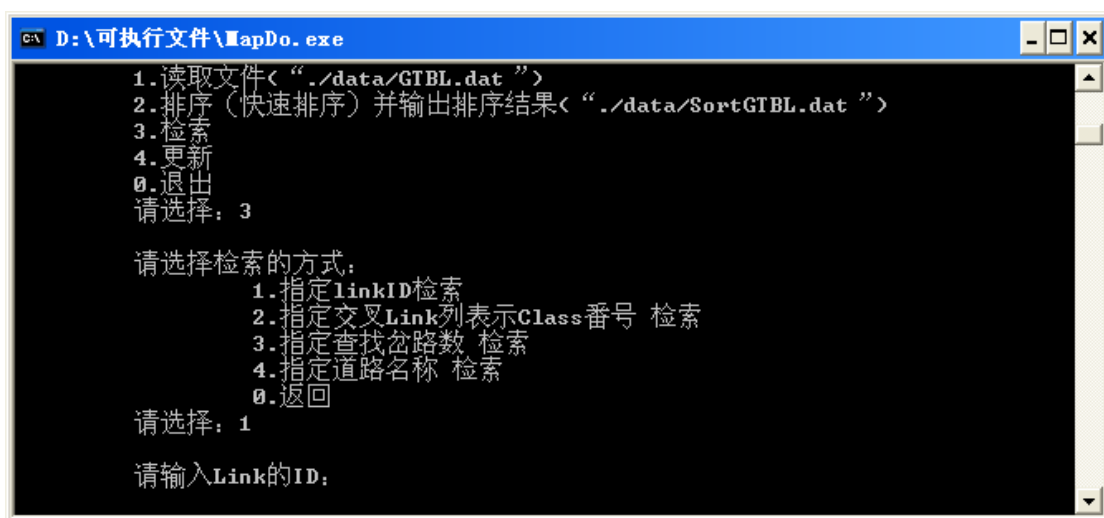 D:\可执行文件\MapDo.exe
1.读取文件(“./data/GTBL.dat ”)
2.排序（快速排序）并输出排序结果(“./data/SortGTBL.dat ”)
3.检索
4.更新
0.退出
请选择：3
请选择检索的方式：
1.指定linkID检索
2.指定交叉Link列表示Class番号 检索
3.指定查找岔路数 检索
4.指定道路名称 检索
0.返回
请选择：1
请输入Link的ID：